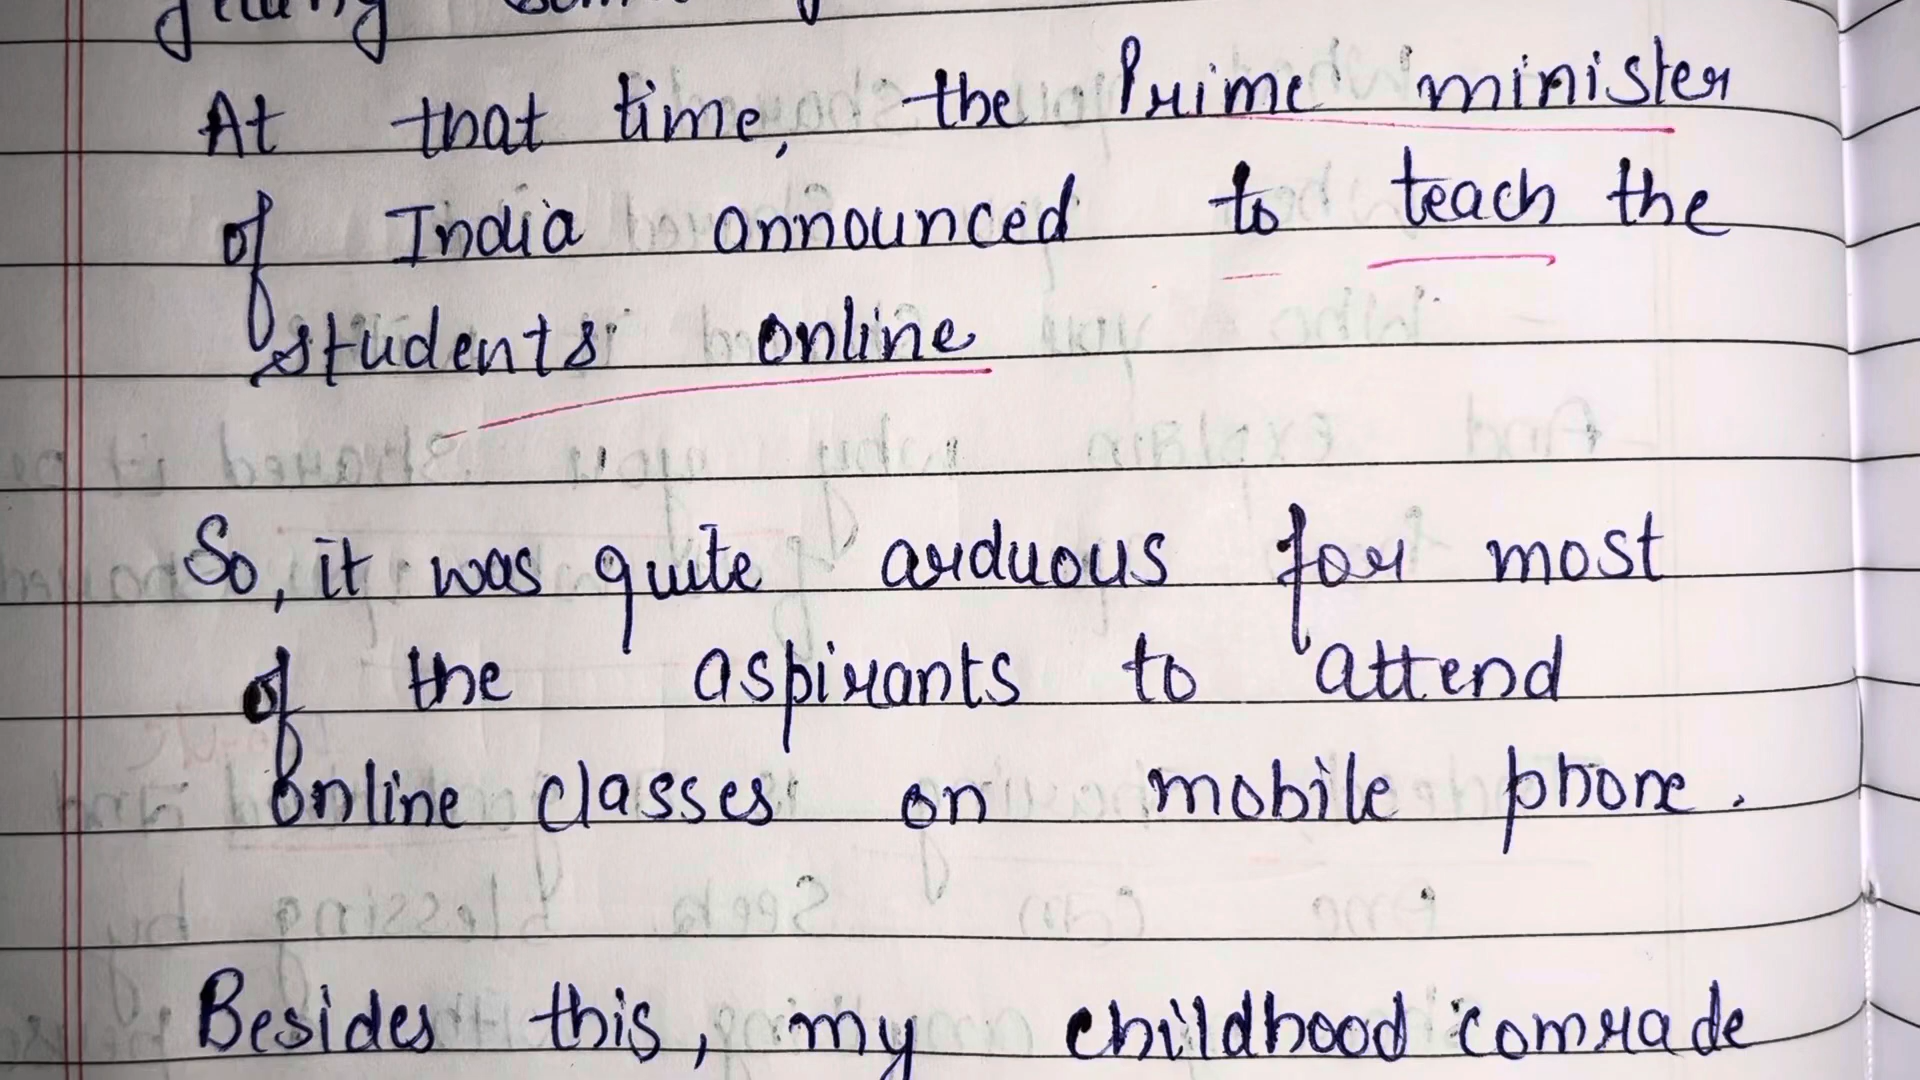 At that time, the Prime minister
of India announced to teach the
students online
So, it was quite arduous for most
of the aspirants to attend
online classes on mobile phone.
Besides this, my childhood comrade